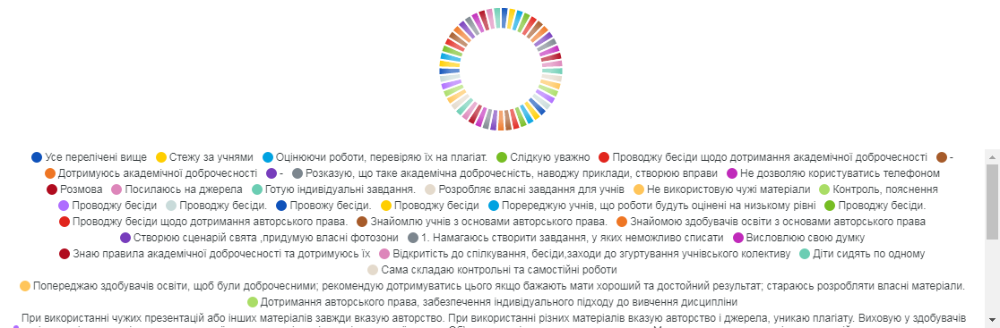 Усе перелічені вище Стежу за учнями Оцінюючи роботи, перевіряю їх на плагіат. Слідкую уважно Проводжу бесіди щодо дотримання академічної доброчесності -
Дотримуюсь академічної доброчесності - Розказую, що таке академічна доброчесність, наводжу приклади, створюю вправи Не дозволяю користуватись телефоном
Розмова Посилаюсь на джерела Готую індивідуальні завдання. Розробляє власні завдання для учнів Не використовую чужі матеріали Контроль, пояснення
Проводжу бесіди Проводжу бесіди. Провожу бесіди. Проводжу бесіди Поререджую учнів, що роботи будуть оцінені на низькому рівні Проводжу бесіди.
Проводжу бесіди щодо дотримання авторського права. Знайомлю учнів з основами авторського права. Знайомою здобувачів освіти з основами авторського права
Створюю сценарій свята ,придумую власні фотозони 1. Намагаюсь створити завдання, у яких неможливо списати Висловлюю свою думку
Знаю правила академічної доброчесності та дотримуюсь їх Відкритість до спілкування, бесіди,заходи до згуртування учнівського колективу Діти сидять по одному
Сама складаю контрольні та самостійні роботи
Попереджаю здобувачів освіти, щоб були доброчесними; рекомендую дотримуватись цього якщо бажають мати хороший та достойний результат; стараюсь розробляти власні матеріали.
Дотримання авторського права, забезпечення індивідуального підходу до вивчення дисципліни
При використанні чужих презентацій або інших матеріалів завжди вказую авторство. При використанні різних матеріалів вказую авторство і джерела, уникаю плагіату. Виховую у здобувачів